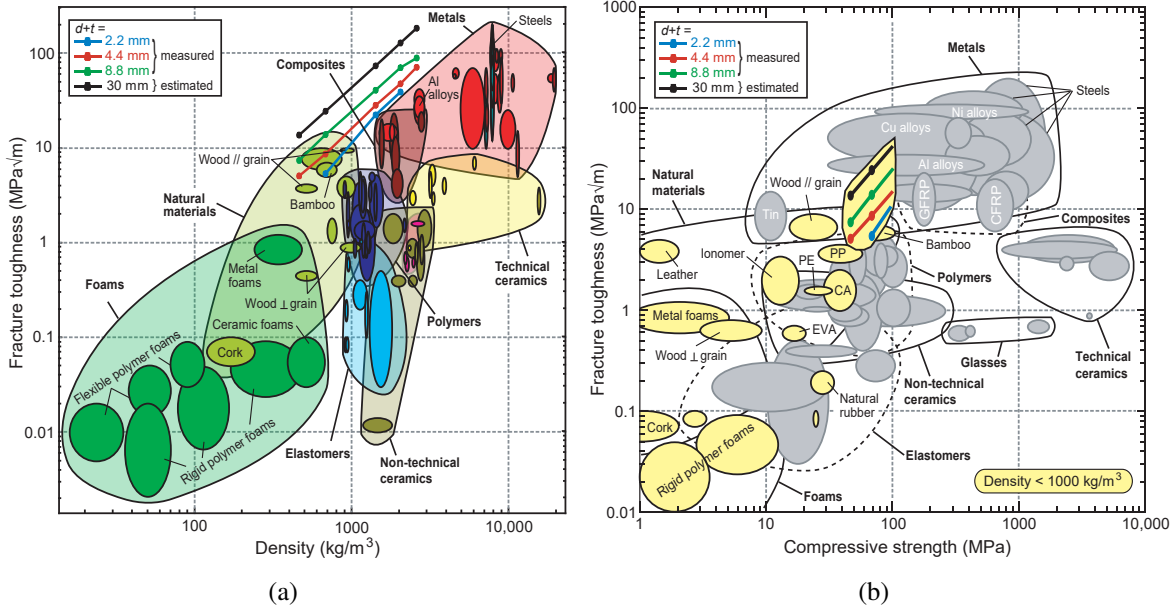 d+t =
2.2 mm
4.4 mm
8.8 mm
measured
30 mm } estimated
Metals
Steels
Composites
Al
alloys
Wood // grain
Bamboo
Natural
materials
Technical
ceramics
Foams
Metal
foams
Wood ⊥ grain
Polymers
Ceramic foams
Cork
Flexible polymer foams
Rigid polymer foams
Elastomers
Non-technical
ceramics
Fracture toughness (MPa√m)
100
10
1
0.1
0.01
100
1000
10,000
Density (kg/m³)
(a)
d+t =
2.2 mm
4.4 mm
8.8 mm
measured
30 mm } estimated
Metals
Steels
Ni alloys
Cu alloys
Al alloys
Natural
materials
Wood // grain
Tin
GFRP
CFRP
Composites
Bamboo
Leather
Ionomer
PE
PP
CA
Polymers
Metal foams
Wood ⊥ grain
EVA
Glasses
Technical
ceramics
Non-technical
ceramics
Natural
rubber
Cork
Rigid polymer foams
Elastomers
Foams
Density < 1000 kg/m³
Fracture toughness (MPa√m)
1000
100
10
1
0.1
0.01
1
10
100
1000
10,000
Compressive strength (MPa)
(b)